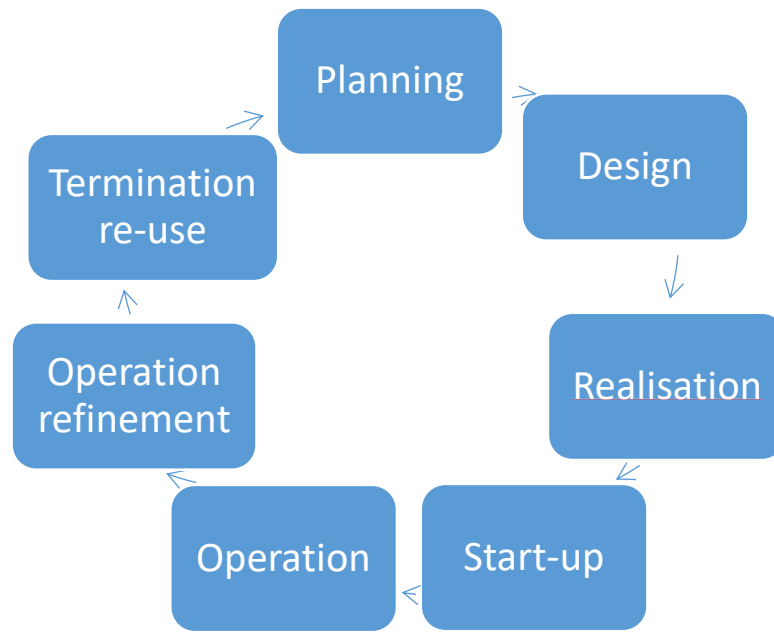 Planning
Design
Realisation
Start-up
Operation
Operation
refinement
Termination
re-use